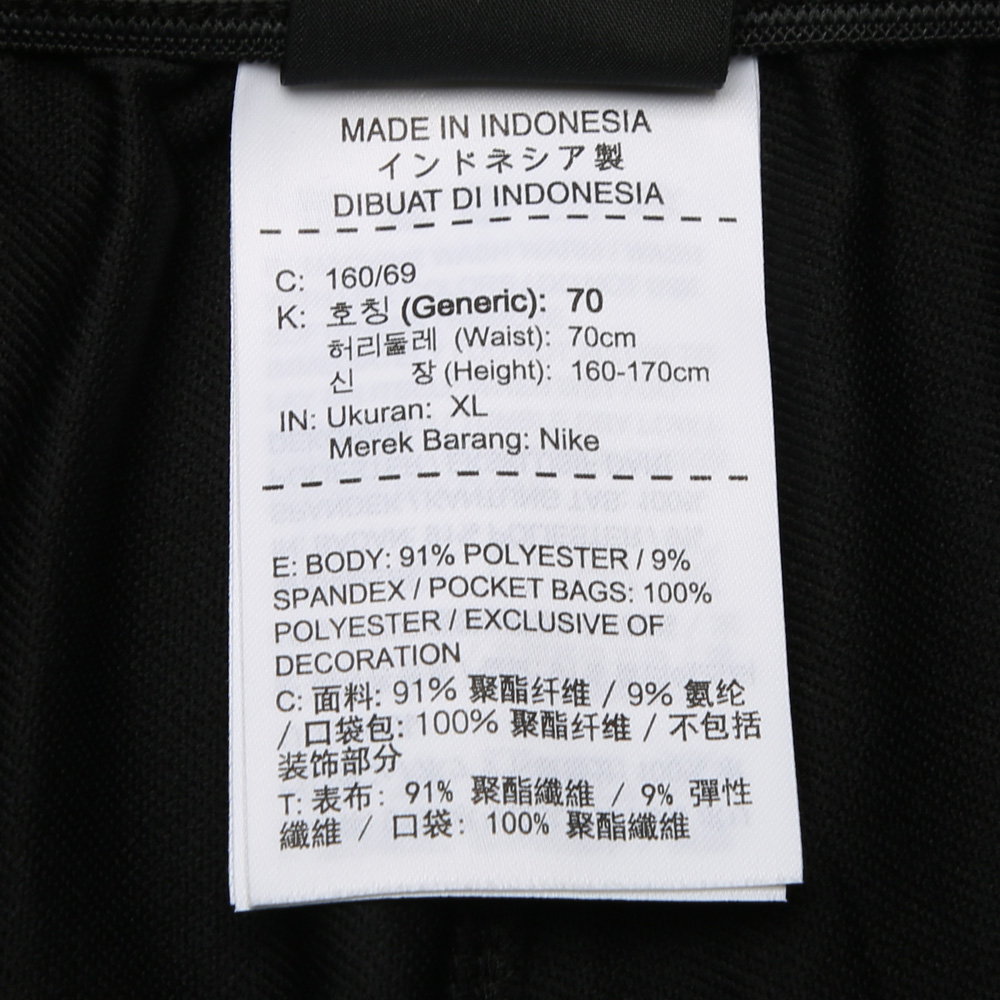 MADE IN INDONESIA
インドネシア製
DIBUAT DI INDONESIA
C: 160/69
K: 호칭 (Generic): 70
허리둘레 (Waist): 70cm
신 장 (Height): 160-170cm
IN: Ukuran: XL
Merek Barang: Nike
E: BODY: 91% POLYESTER / 9%
SPANDEX / POCKET BAGS: 100%
POLYESTER / EXCLUSIVE OF
DECORATION
C: 面料: 91% 聚酯纤维 / 9% 氨纶
/ 口袋包: 100% 聚酯纤维 / 不包括
装饰部分
T: 表布: 91% 聚酯纖維 / 9% 彈性
纖維 / 口袋: 100% 聚酯纖維